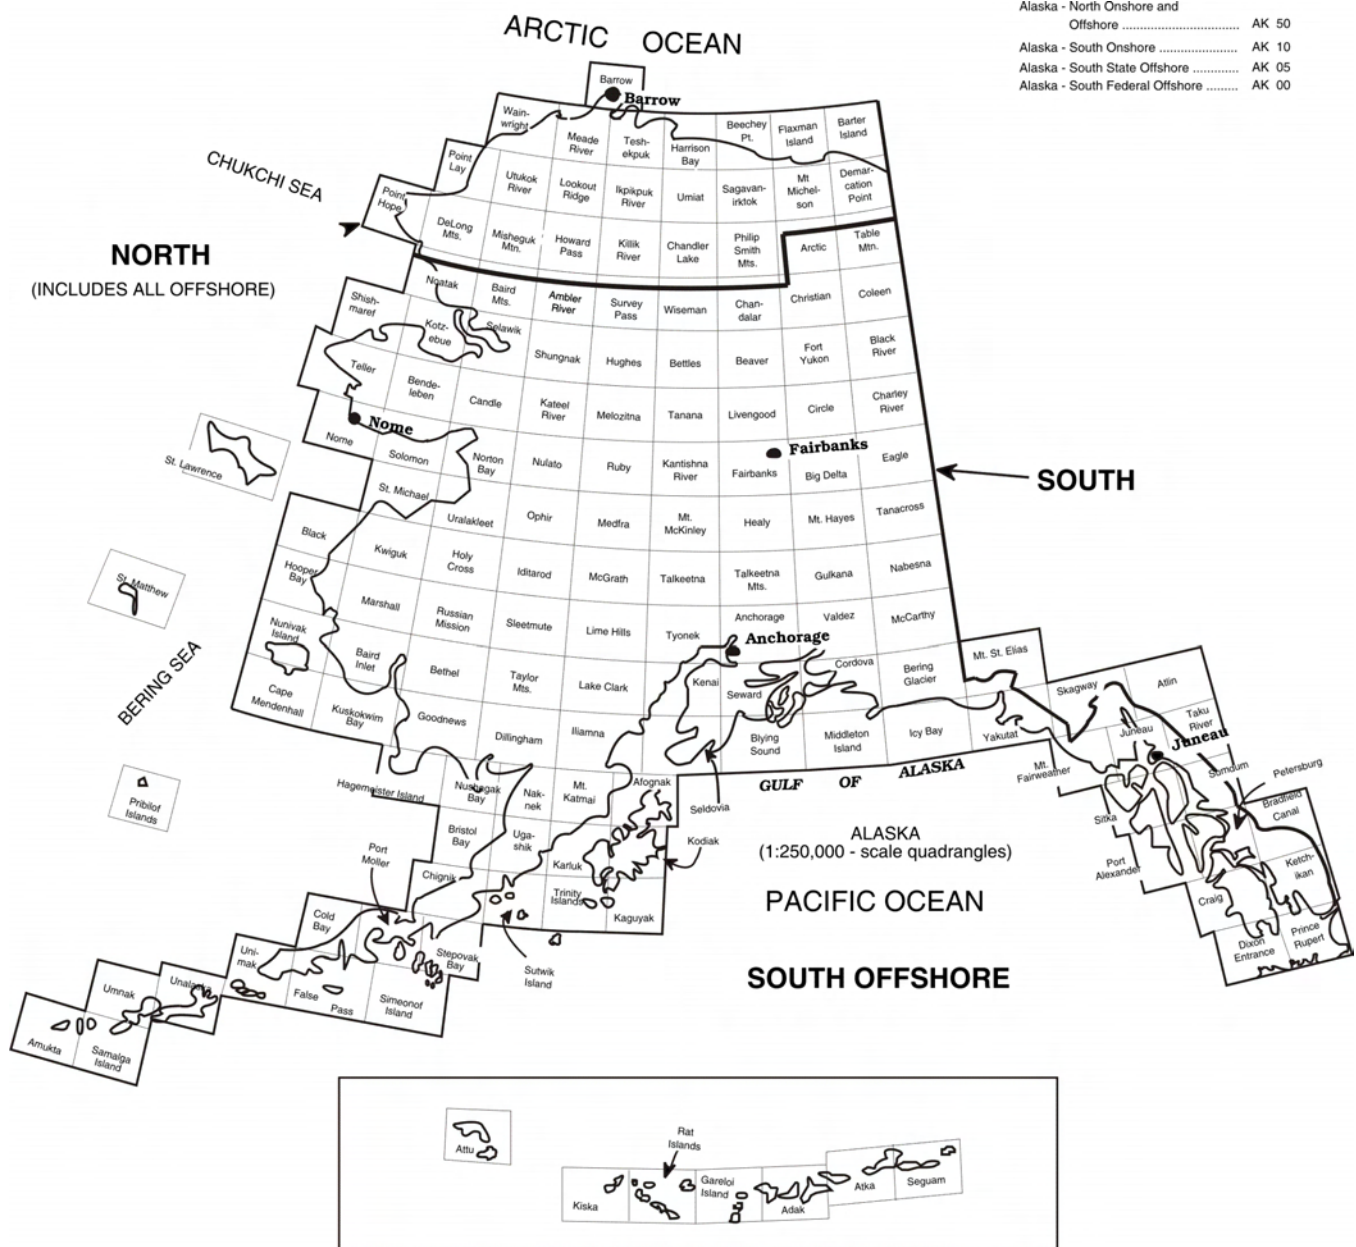 Alaska - North Onshore and
Offshore .................................... AK 50
Alaska - South Onshore ........................ AK 10
Alaska - South State Offshore .............. AK 05
Alaska - South Federal Offshore .......... AK 00
ARCTIC OCEAN
Barrow
Barrow
Wain-
wright
Meade
River
Tesh-
ekpuk
Harrison
Bay
Beechey
Pt.
Flaxman
Island
Barter
Island
CHUKCHI SEA
Point
Lay
Utukok
River
Lookout
Ridge
Ikpikpuk
River
Umiat
Sagavan-
irktok
Mt
Michel-
son
Demar-
cation
Point
Point
Hope
DeLong
Mts.
Misheguk
Mtn.
Howard
Pass
Killik
River
Chandler
Lake
Philip
Smith
Mts.
Arctic
Table
Mtn.
NORTH
(INCLUDES ALL OFFSHORE)
Noatak
Baird
Mts.
Ambler
River
Survey
Pass
Wiseman
Chan-
dalar
Christian
Coleen
Shish-
maref
Kotz-
ebue
Selawik
Shungnak
Hughes
Bettles
Beaver
Fort
Yukon
Black
River
Teller
Bende-
leben
Candle
Kateel
River
Melozitna
Tanana
Livengood
Circle
Charley
River
Nome
Nome
Solomon
Norton
Bay
Nulato
Ruby
Kantishna
River
Fairbanks
Fairbanks
Big Delta
Eagle
SOUTH
St. Lawrence
St. Michael
Uralakleet
Ophir
Medfra
Mt.
McKinley
Healy
Mt. Hayes
Tanacross
Black
Kwiguk
Holy
Cross
Iditarod
McGrath
Talkeetna
Talkeetna
Mts.
Gulkana
Nabesna
St. Matthew
Hooper
Bay
Marshall
Russian
Mission
Sleetmute
Lime Hills
Tyonek
Anchorage
Anchorage
Valdez
McCarthy
BERING SEA
Nunivak
Island
Baird
Inlet
Bethel
Taylor
Mts.
Lake Clark
Kenai
Seward
Cordova
Bering
Glacier
Mt. St. Elias
Skagway
Atlin
Cape
Mendenhall
Kuskokwim
Bay
Goodnews
Dillingham
Iliamna
Blying
Sound
Middleton
Island
Icy Bay
Yakutat
Juneau
Taku
River
Juneau
GULF OF ALASKA
Mt.
Fairweather
Sumdum
Petersburg
Pribilof
Islands
Hagemeister Island
Nushagak
Bay
Nak-
nek
Mt.
Katmai
Afognak
Seldovia
Sitka
Bradfield
Canal
Bristol
Bay
Uga-
shik
Karluk
Kodiak
ALASKA
(1:250,000 - scale quadrangles)
Port
Moller
Chignik
Trinity
Islands
Kaguyak
Port
Alexander
Craig
Ketch-
ikan
PACIFIC OCEAN
Cold
Bay
Stepovak
Bay
Sutwik
Island
Dixon
Entrance
Prince
Rupert
SOUTH OFFSHORE
Uni-
mak
False
Pass
Simeonof
Island
Umnak
Unalaska
Amukta
Samalga
Island
Attu
Rat
Islands
Kiska
Gareloi
Island
Adak
Atka
Seguam